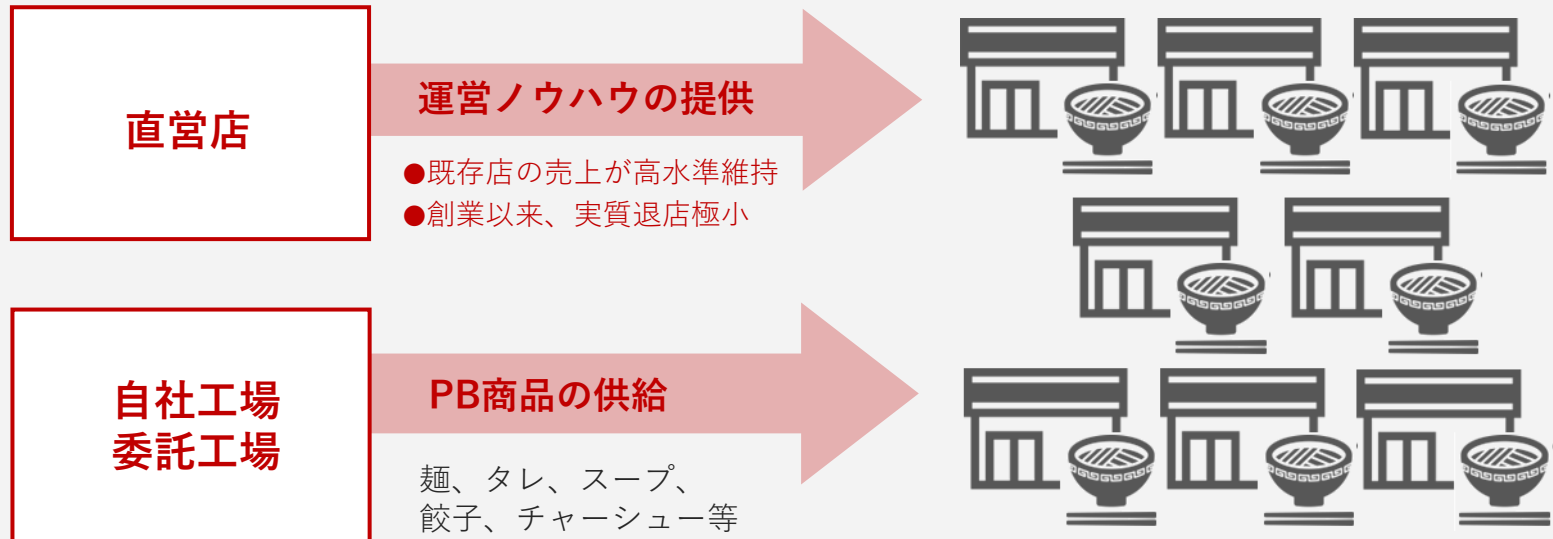 直営店
運営ノウハウの提供
●既存店の売上が高水準維持
●創業以来、実質退店極小
自社工場
委託工場
PB商品の供給
麺、タレ、スープ、
餃子、チャーシュー等